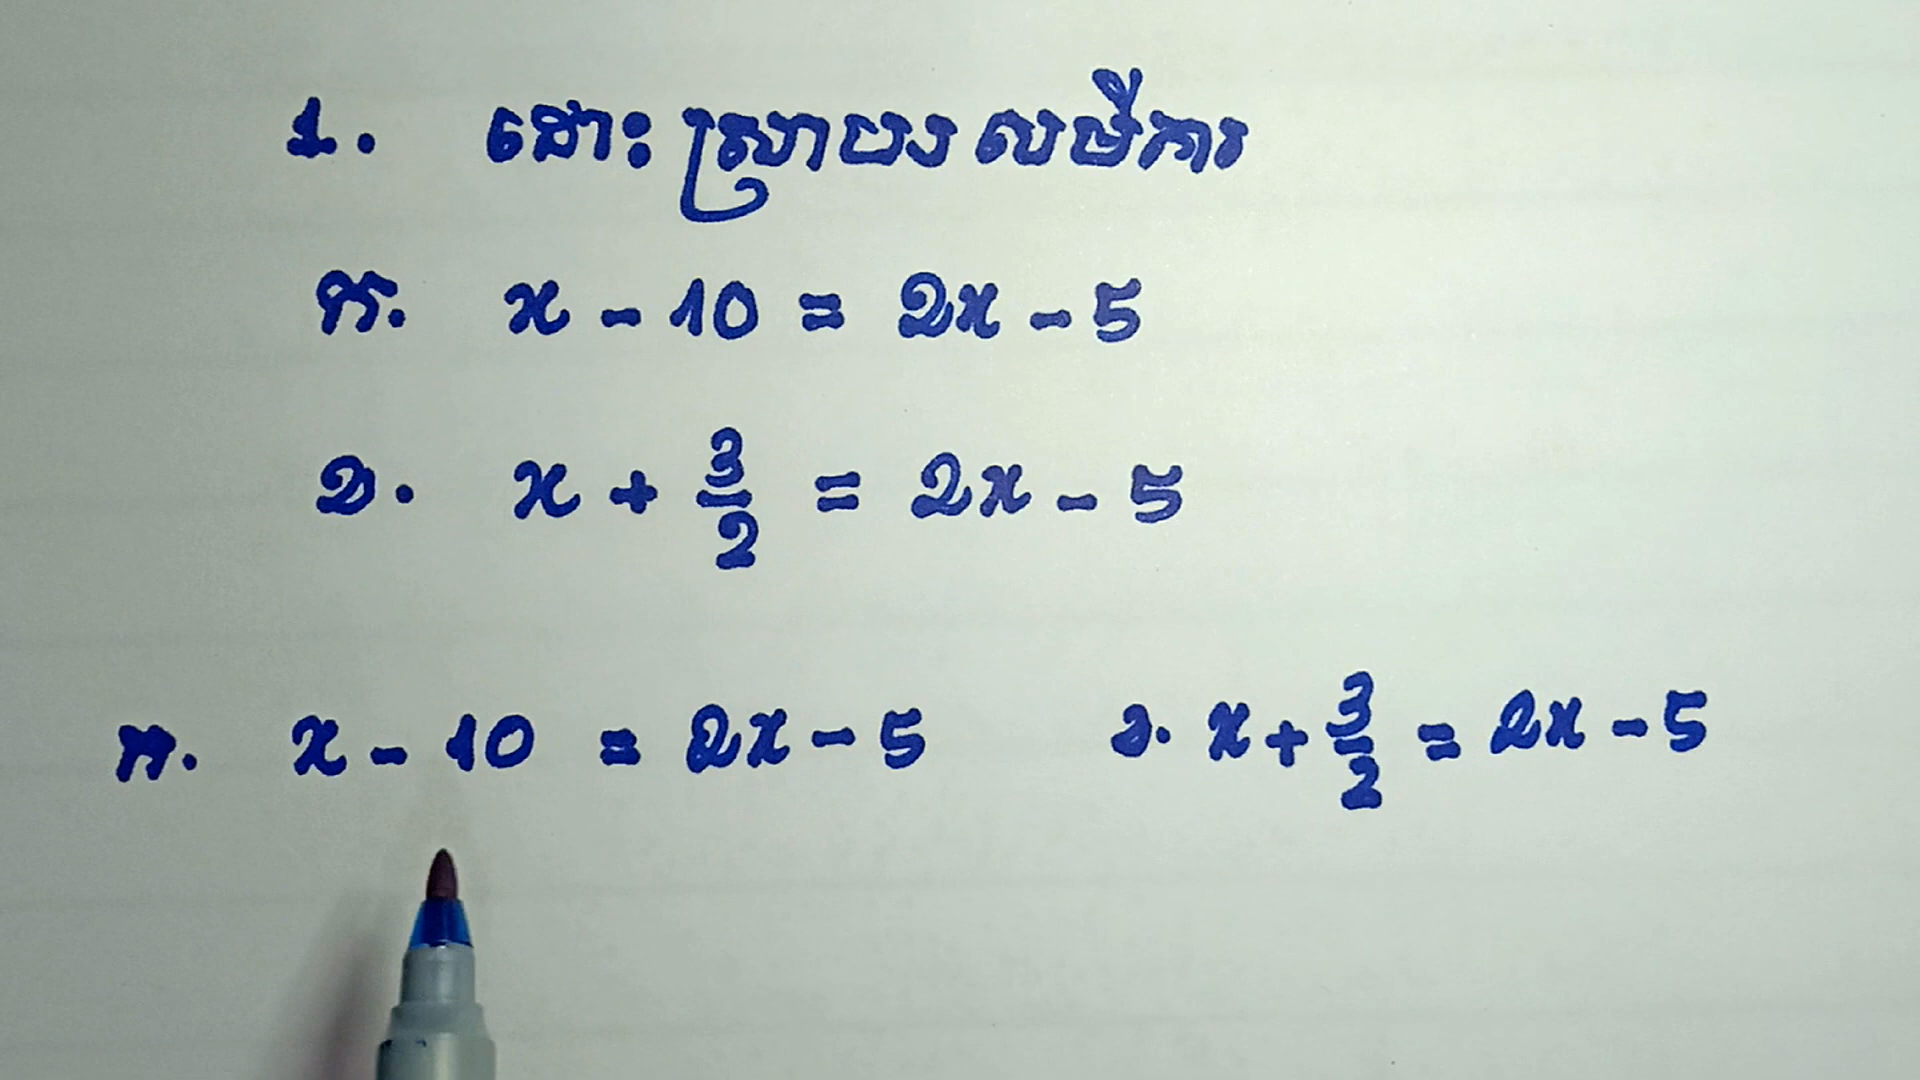 1. ដោះស្រាយសមីការ
ក. x - 10 = 2x - 5
ខ. x + 3/2 = 2x - 5
ក. x - 10 = 2x - 5
ខ. x + 3/2 = 2x - 5